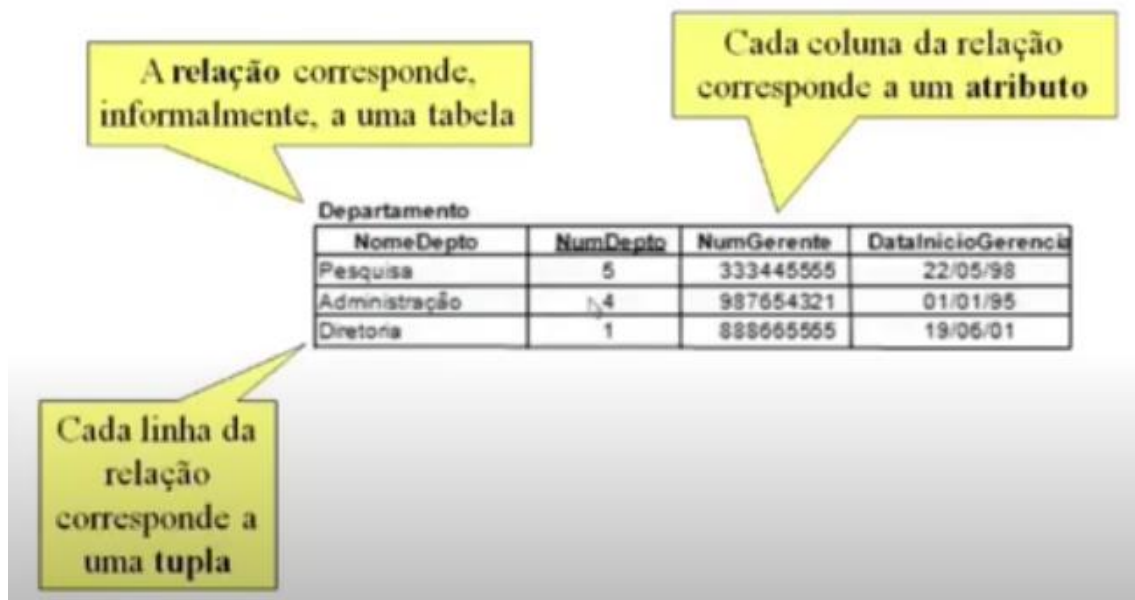 A relação corresponde,
informalmente, a uma tabela
Cada coluna da relação
corresponde a um atributo
Departamento
NomeDepto NumDepto NumGerente DataInicioGerencia
Pesquisa 5 333445555 22/05/98
Administração 4 987654321 01/01/95
Diretoria 1 888665555 19/06/01
Cada linha da
relação
corresponde a
uma tupla